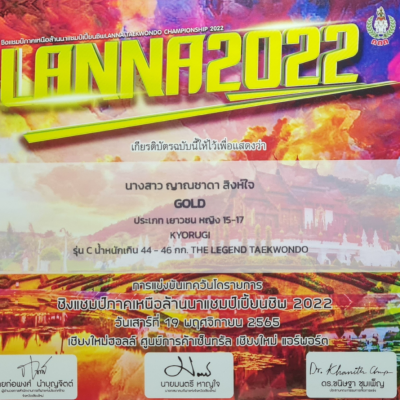 ชิงแชมป์ภาคเหนือล้านนาแชมป์เปี้ยนชิพ LANNA TAEKWONDO CHAMPIONSHIP 2022
LANNA2022
เกียรติบัตรฉบับนี้ให้ไว้เพื่อแสดงว่า
นางสาว ญาณซาดา สิงห์ใจ
GOLD
ประเภท เยาวชน หญิง 15-17
KYORUGI
รุ่น C น้ำหนักเกิน 44 - 46 กก. THE LEGEND TAEKWONDO
การแข่งขันเทควันโดรายการ
ชิงแชมป์ภาคเหนือล้านนาแชมป์เปี้ยนชิพ 2022
วันเสาร์ที่ 19 พฤศจิกายน 2565
เชียงใหม่ฮอลล์ ศูนย์การค้าเซ็นทรัล เชียงใหม่ แอร์พอร์ต
นายมนตรี หาญใจ